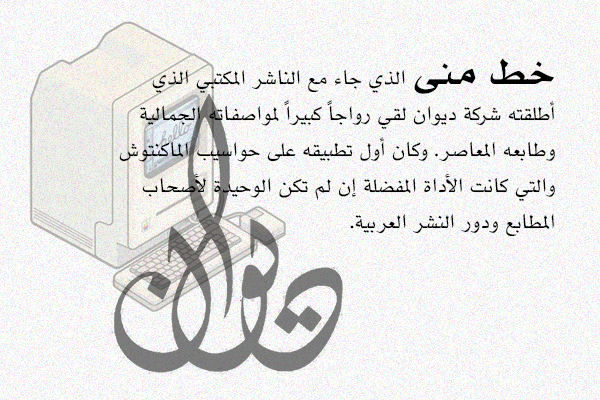 خط منى الذي جاء مع الناشر المكتبي الذي
أطلقته شركة ديوان لقي رواجاً كبيراً لمواصفاته الجمالية
وطابعه المعاصر. وكان أول تطبيقه على حواسيب الماكنتوش
والتي كانت الأداة المفضلة إن لم تكن الوحيدة لأصحاب
المطابع ودور النشر العربية.
hello
ديوان